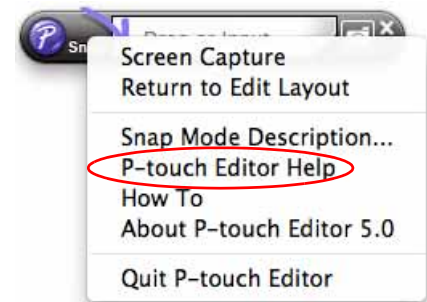 P
Sn
Screen Capture
Return to Edit Layout
Snap Mode Description...
P-touch Editor Help
How To
About P-touch Editor 5.0
Quit P-touch Editor